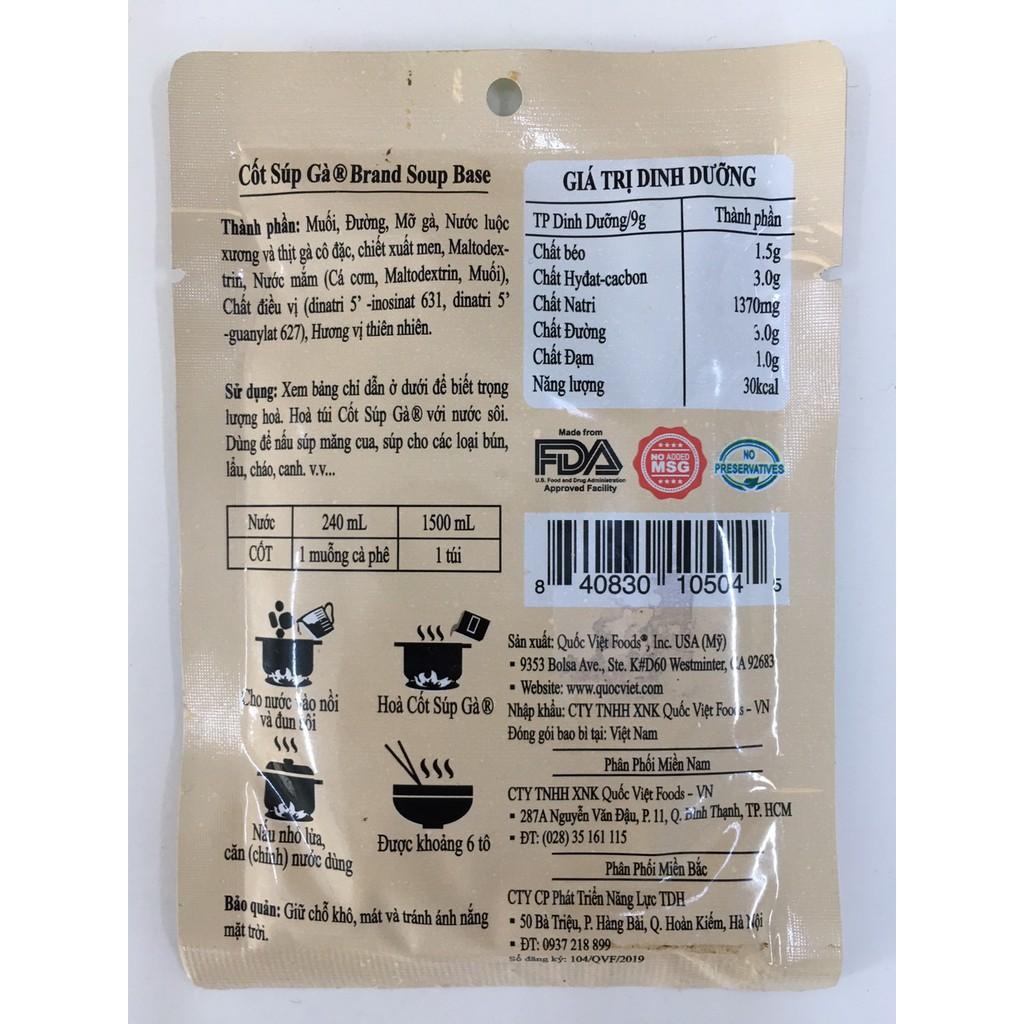 Cốt Súp Gà® Brand Soup Base
Thành phần: Muối, Đường, Mỡ gà, Nước luộc
xương và thịt gà cô đặc, chiết xuất men, Maltodex-
trin, Nước mắm (Cá cơm, Maltodextrin, Muối),
Chất điều vị (dinatri 5’ -inosinat 631, dinatri 5’
-guanylat 627), Hương vị thiên nhiên.
Sử dụng: Xem bảng chỉ dẫn ở dưới để biết trọng
lượng hoà. Hoà túi Cốt Súp Gà® với nước sôi.
Dùng để nấu súp măng cua, súp cho các loại bún,
lẩu, cháo, canh. v.v...
Nước 240 mL 1500 mL
CỐT 1 muỗng cà phê 1 túi
Cho nước vào nồi
và đun sôi
Hoà Cốt Súp Gà®
Nấu nhỏ lửa,
căn (chỉnh) nước dùng
Được khoảng 6 tô
Bảo quản: Giữ chỗ khô, mát và tránh ánh nắng
mặt trời.
GIÁ TRỊ DINH DƯỠNG
TP Dinh Dưỡng/9g Thành phần
Chất béo 1.5g
Chất Hyđat-cacbon 3.0g
Chất Natri 1370mg
Chất Đường 3.0g
Chất Đạm 1.0g
Năng lượng 30kcal
Made from
FDA
U.S. Food and Drug Administration
Approved Facility
NO ADDED
MSG
NO
PRESERVATIVES
8 40830 10504 5
Sản xuất: Quốc Việt Foods®, Inc. USA (Mỹ)
▪ 9353 Bolsa Ave., Ste. K#D60 Westminter, CA 92683
▪ Website: www.quocviet.com
Nhập khẩu: CTY TNHH XNK Quốc Việt Foods – VN
Đóng gói bao bì tại: Việt Nam
Phân Phối Miền Nam
CTY TNHH XNK Quốc Việt Foods – VN
▪ 287A Nguyễn Văn Đậu, P. 11, Q. Bình Thạnh, TP. HCM
▪ ĐT: (028) 35 161 115
Phân Phối Miền Bắc
CTY CP Phát Triển Năng Lực TDH
▪ 50 Bà Triệu, P. Hàng Bài, Q. Hoàn Kiếm, Hà Nội
▪ ĐT: 0937 218 899
Số đăng ký: 104/QVF/2019